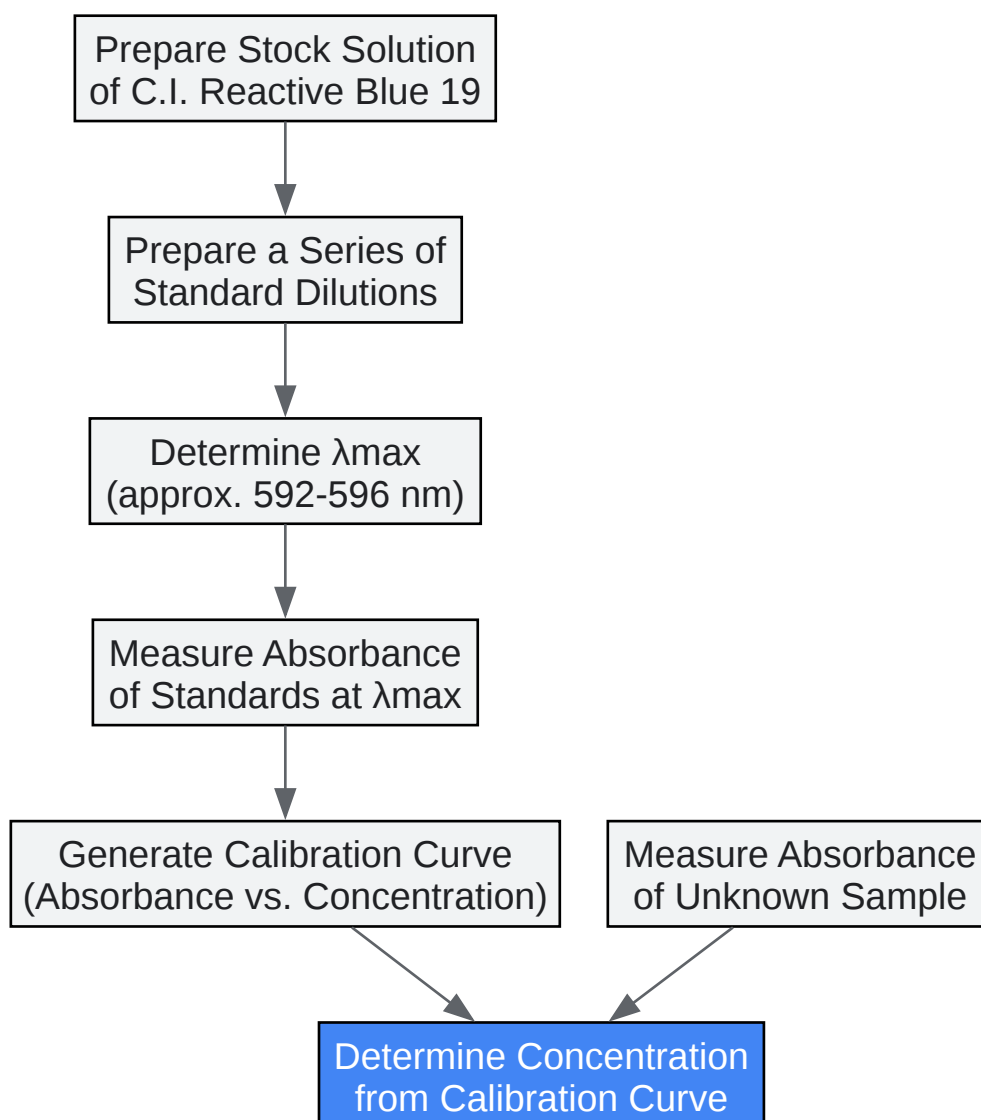 Prepare Stock Solution
of C.I. Reactive Blue 19
Prepare a Series of
Standard Dilutions
Determine λmax
(approx. 592-596 nm)
Measure Absorbance
of Standards at λmax
Generate Calibration Curve
(Absorbance vs. Concentration)
Measure Absorbance
of Unknown Sample
Determine Concentration
from Calibration Curve